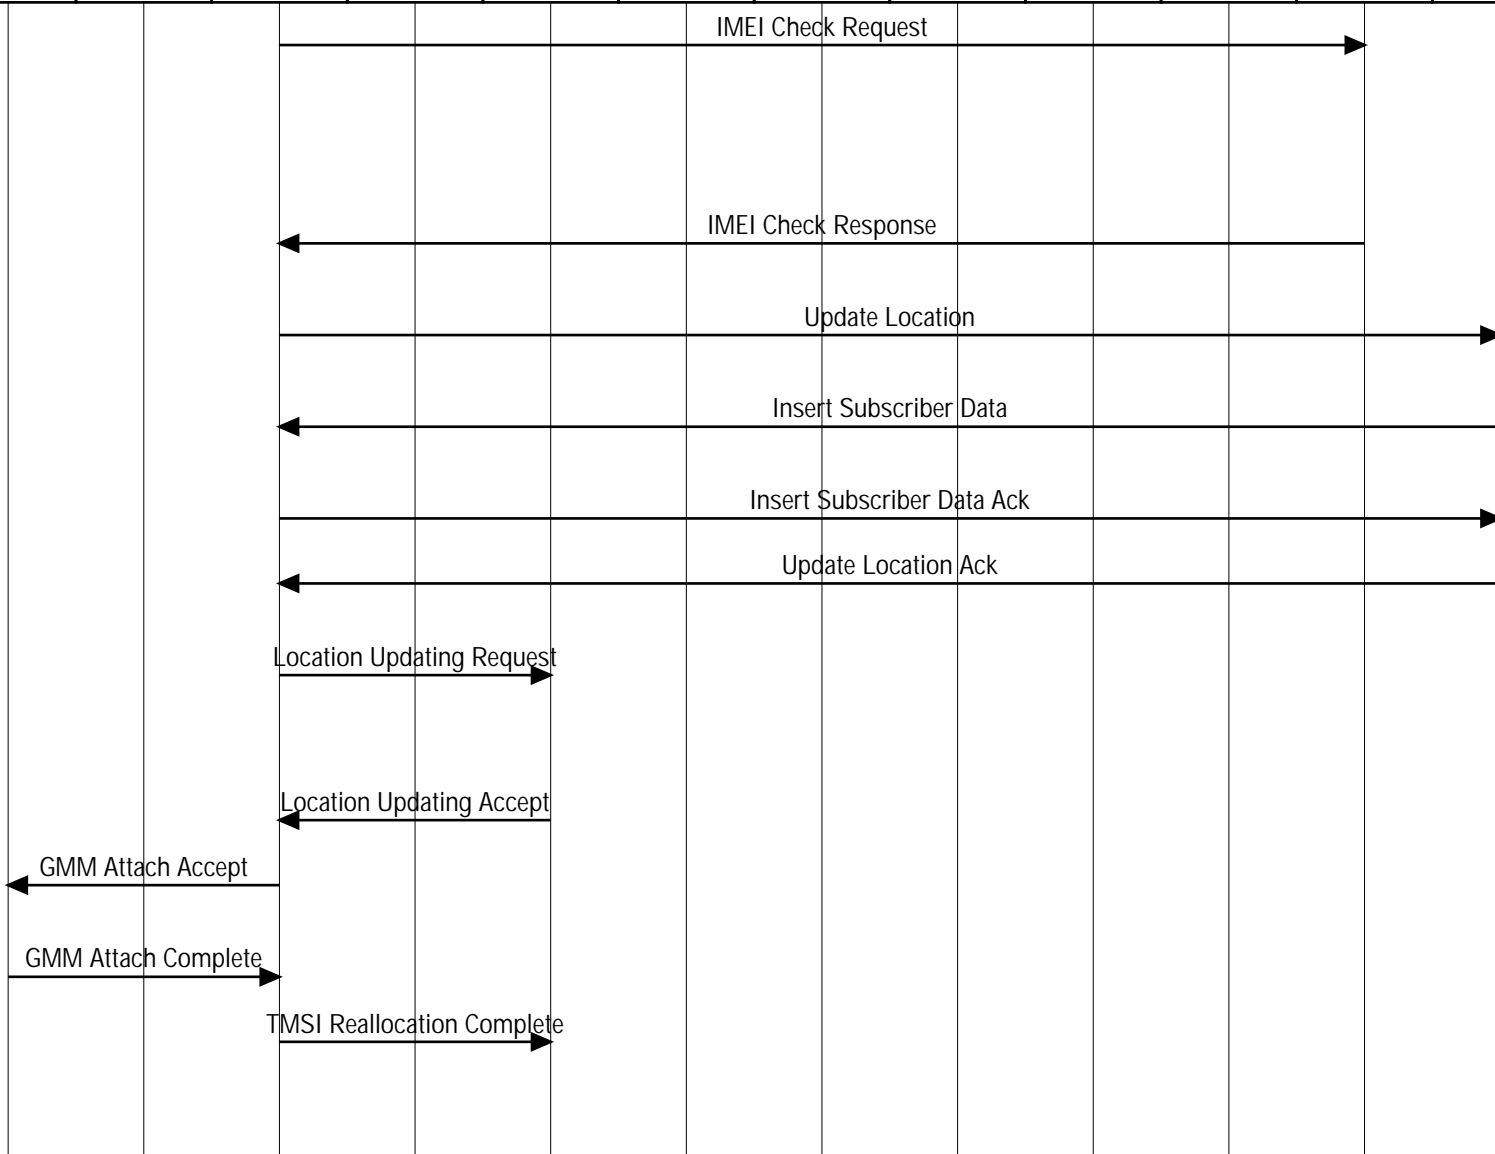 IMEI Check Request
IMEI Check Response
Update Location
Insert Subscriber Data
Insert Subscriber Data Ack
Update Location Ack
Location Updating Request
Location Updating Accept
GMM Attach Accept
GMM Attach Complete
TMSI Reallocation Complete